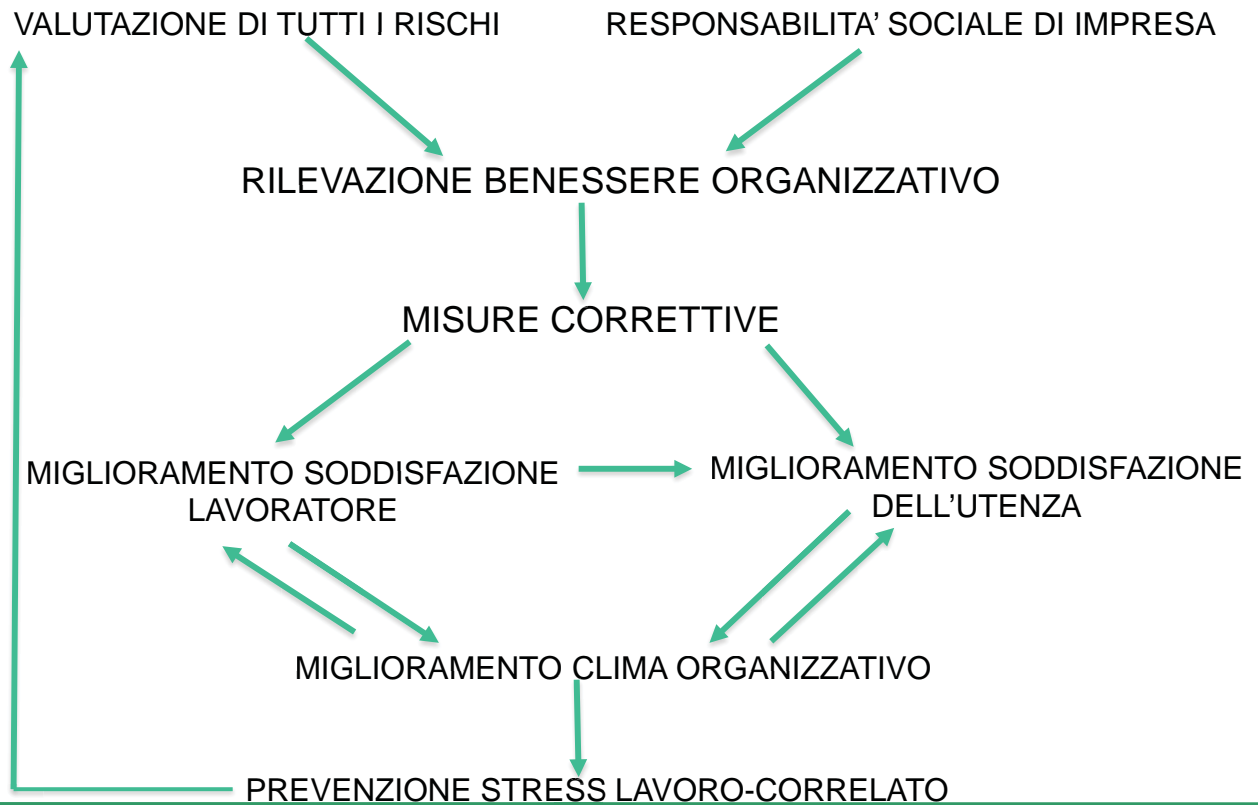 VALUTAZIONE DI TUTTI I RISCHI
RESPONSABILITA’ SOCIALE DI IMPRESA
RILEVAZIONE BENESSERE ORGANIZZATIVO
MISURE CORRETTIVE
MIGLIORAMENTO SODDISFAZIONE
LAVORATORE
MIGLIORAMENTO SODDISFAZIONE
DELL’UTENZA
MIGLIORAMENTO CLIMA ORGANIZZATIVO
PREVENZIONE STRESS LAVORO-CORRELATO